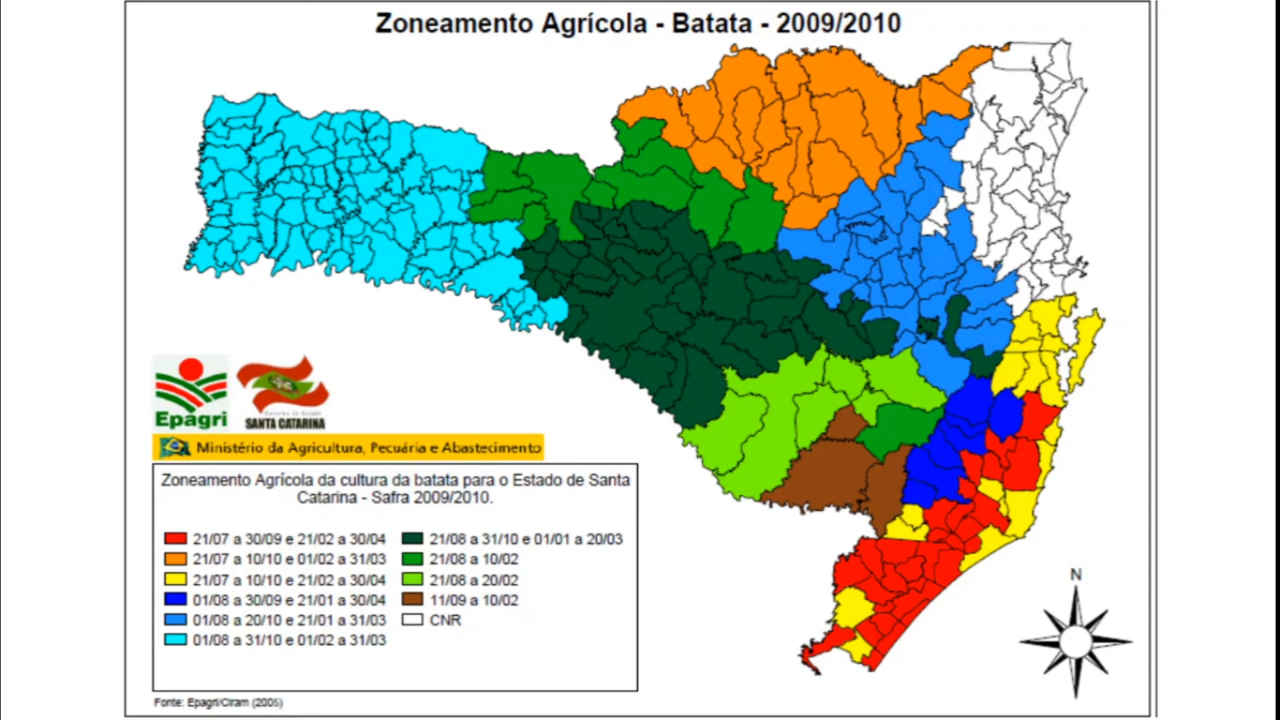 Zoneamento Agrícola - Batata - 2009/2010
Epagri
SANTA CATARINA
Ministério da Agricultura, Pecuária e Abastecimento
Zoneamento Agrícola da cultura da batata para o Estado de Santa
Catarina - Safra 2009/2010.
21/07 a 30/09 e 21/02 a 30/04
21/07 a 10/10 e 01/02 a 31/03
21/07 a 10/10 e 21/02 a 30/04
01/08 a 30/09 e 21/01 a 30/04
01/08 a 20/10 e 21/01 a 31/03
01/08 a 31/10 e 01/02 a 31/03
21/08 a 31/10 e 01/01 a 20/03
21/08 a 10/02
21/08 a 20/02
11/09 a 10/02
CNR
N
Fonte: Epagri/Ciram (2005)